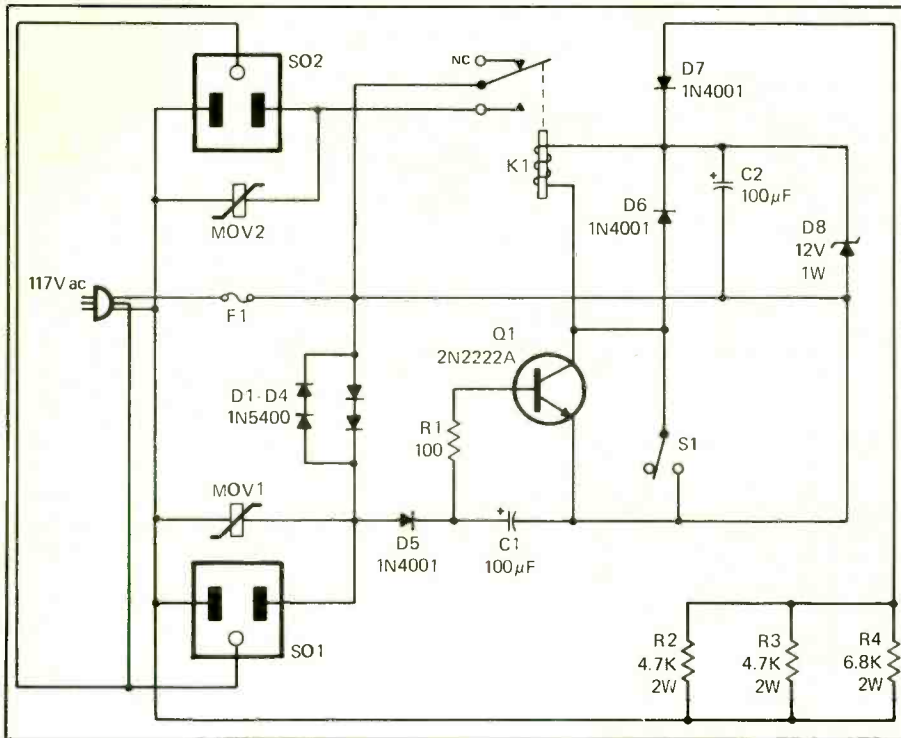 SO2
NC
D7
1N4001
K1
C2
100µF
MOV2
D6
1N4001
D8
12V
1W
117V ac
F1
Q1
2N2222A
D1-D4
1N5400
R1
100
S1
MOV1
D5
1N4001
C1
100µF
SO1
R2
4.7K
2W
R3
4.7K
2W
R4
6.8K
2W
+
+